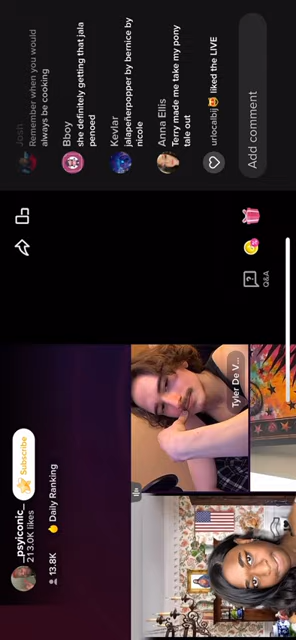 _psyiconic_
213.0K likes
Subscribe
13.8K
Daily Ranking
Tyler De V...
Q&A
Josh
Remember when you would
always be cooking
Bboy
she definitely getting that jala
penoed
Kevlar
jalapeñerpopper by bernice by
nicole
Anna Ellis
Terry made me take my pony
tale out
urlocalbij liked the LIVE
Add comment